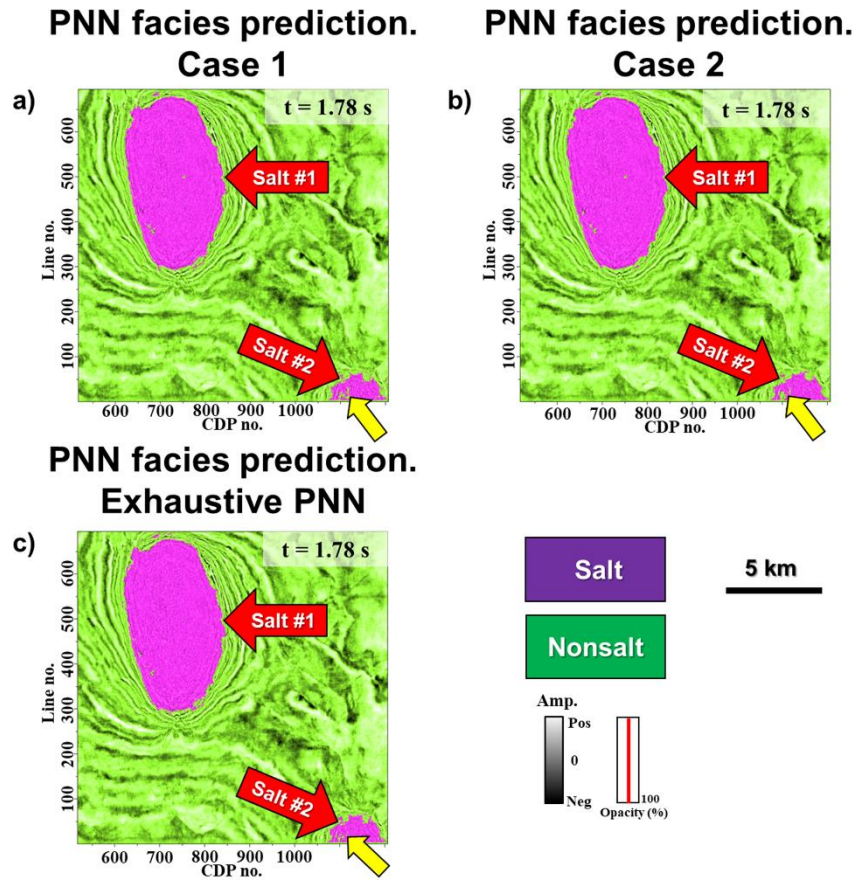 PNN facies prediction.
Case 1
a)
t = 1.78 s
Salt #1
Salt #2
Line no.
600
500
400
300
200
100
600 700 800 900 1000
CDP no.
PNN facies prediction.
Case 2
b)
t = 1.78 s
Salt #1
Salt #2
Line no.
600
500
400
300
200
100
600 700 800 900 1000
CDP no.
PNN facies prediction.
Exhaustive PNN
c)
t = 1.78 s
Salt #1
Salt #2
Line no.
600
500
400
300
200
100
600 700 800 900 1000
CDP no.
Salt
Nonsalt
5 km
Amp.
Pos
0
Neg
100
Opacity (%)